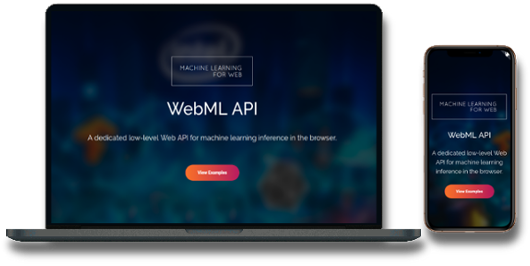 MACHINE LEARNING
FOR WEB
WebML API
A dedicated low-level Web API for machine learning inference in the browser.
View Examples
MACHINE LEARNING
FOR WEB
WebML API
A dedicated low-level Web
API for machine learning
inference in the browser.
View Examples